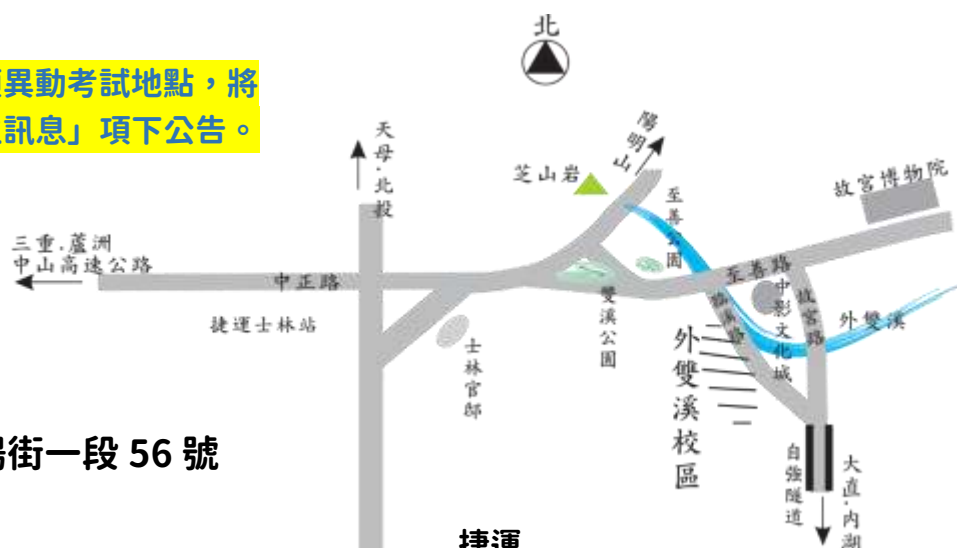 北
異動考試地點，將
訊息」項下公告。
天母．北投
陽明山
芝山岩
至善公園
故宮博物院
三重．蘆洲
中山高速公路
中正路
至善路
捷運士林站
士林官邸
雙溪公園
中影文化城
故宮路
外雙溪
外雙溪校區
街一段 56 號
自強隧道
大直．內湖
捷運